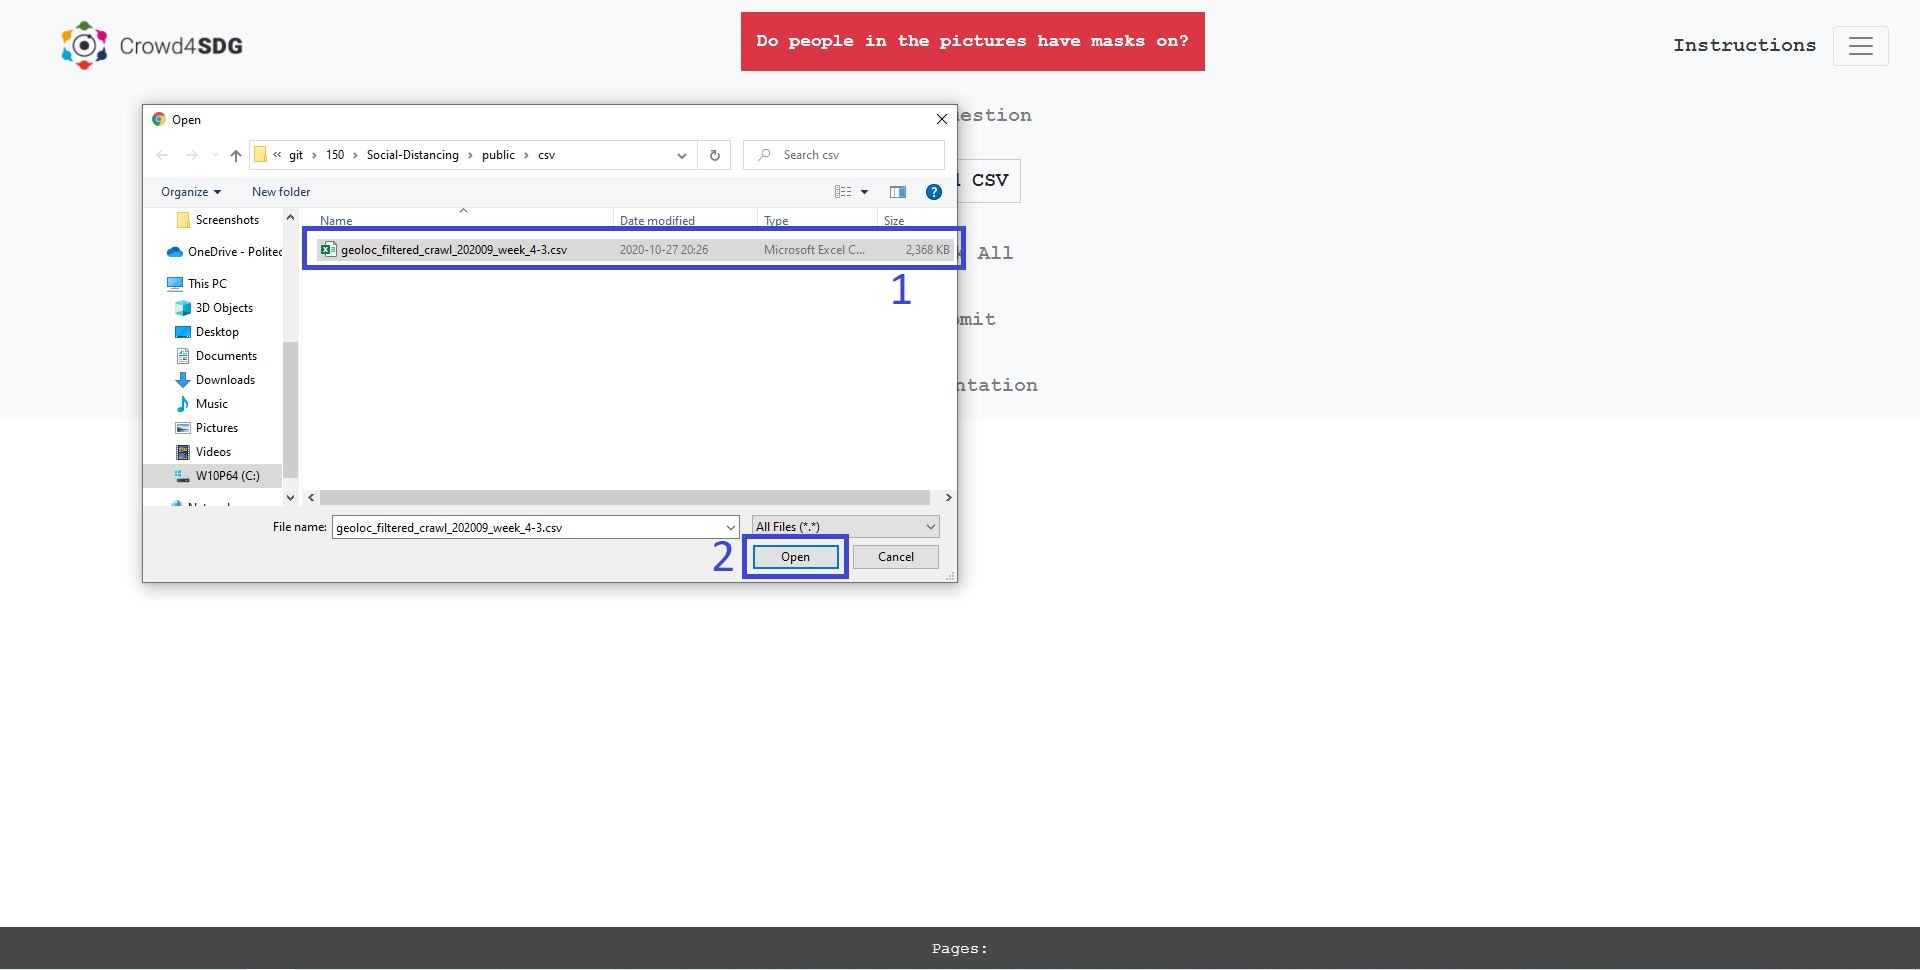 Crowd4SDG
Do people in the pictures have masks on?
Instructions
Open
« git › 150 › Social-Distancing › public › csv
Search csv
Organize
New folder
Name
Date modified
Type
Size
Screenshots
geoloc_filtered_crawl_202009_week_4-3.csv
2020-10-27 20:26
Microsoft Excel C...
2,368 KB
1
OneDrive - Politec
This PC
3D Objects
Desktop
Documents
Downloads
Music
Pictures
Videos
W10P64 (C:)
estion
CSV
All
mit
ntation
File name:
geoloc_filtered_crawl_202009_week_4-3.csv
All Files (*.*)
2
Open
Cancel
Pages: